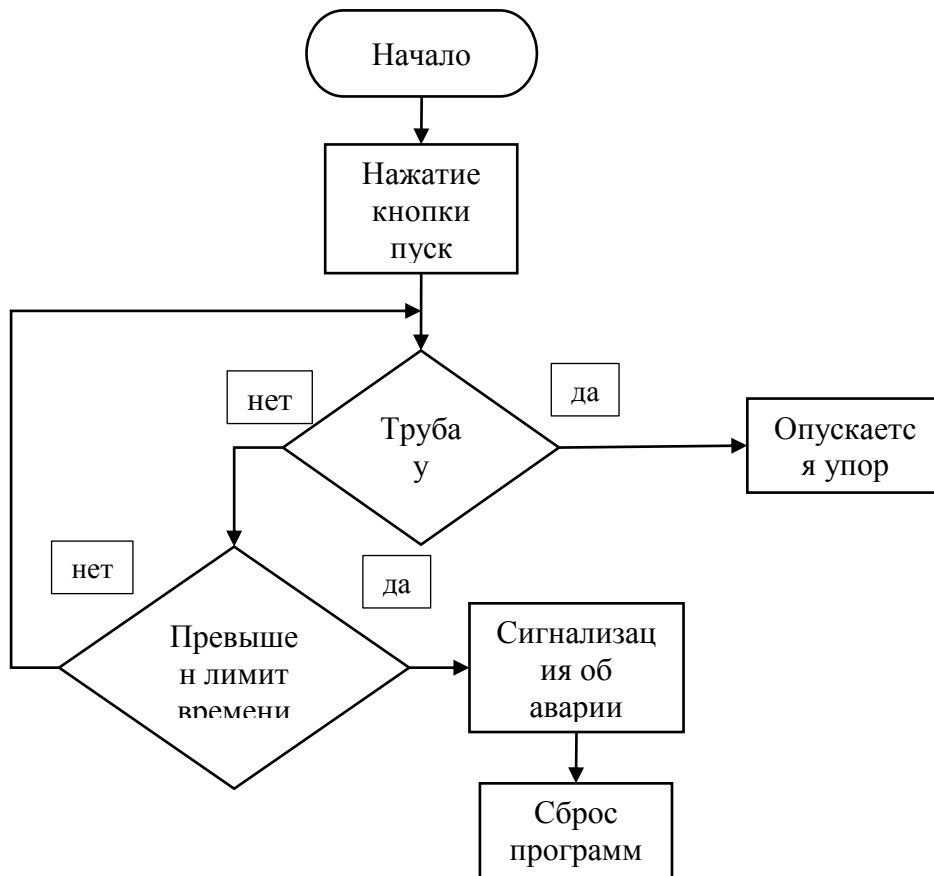 Начало
Нажатие
кнопки
пуск
нет
да
Труба
у
Опускаетс
я упор
нет
да
Превыше
н лимит
времени
Сигнализац
ия об
аварии
Сброс
программ